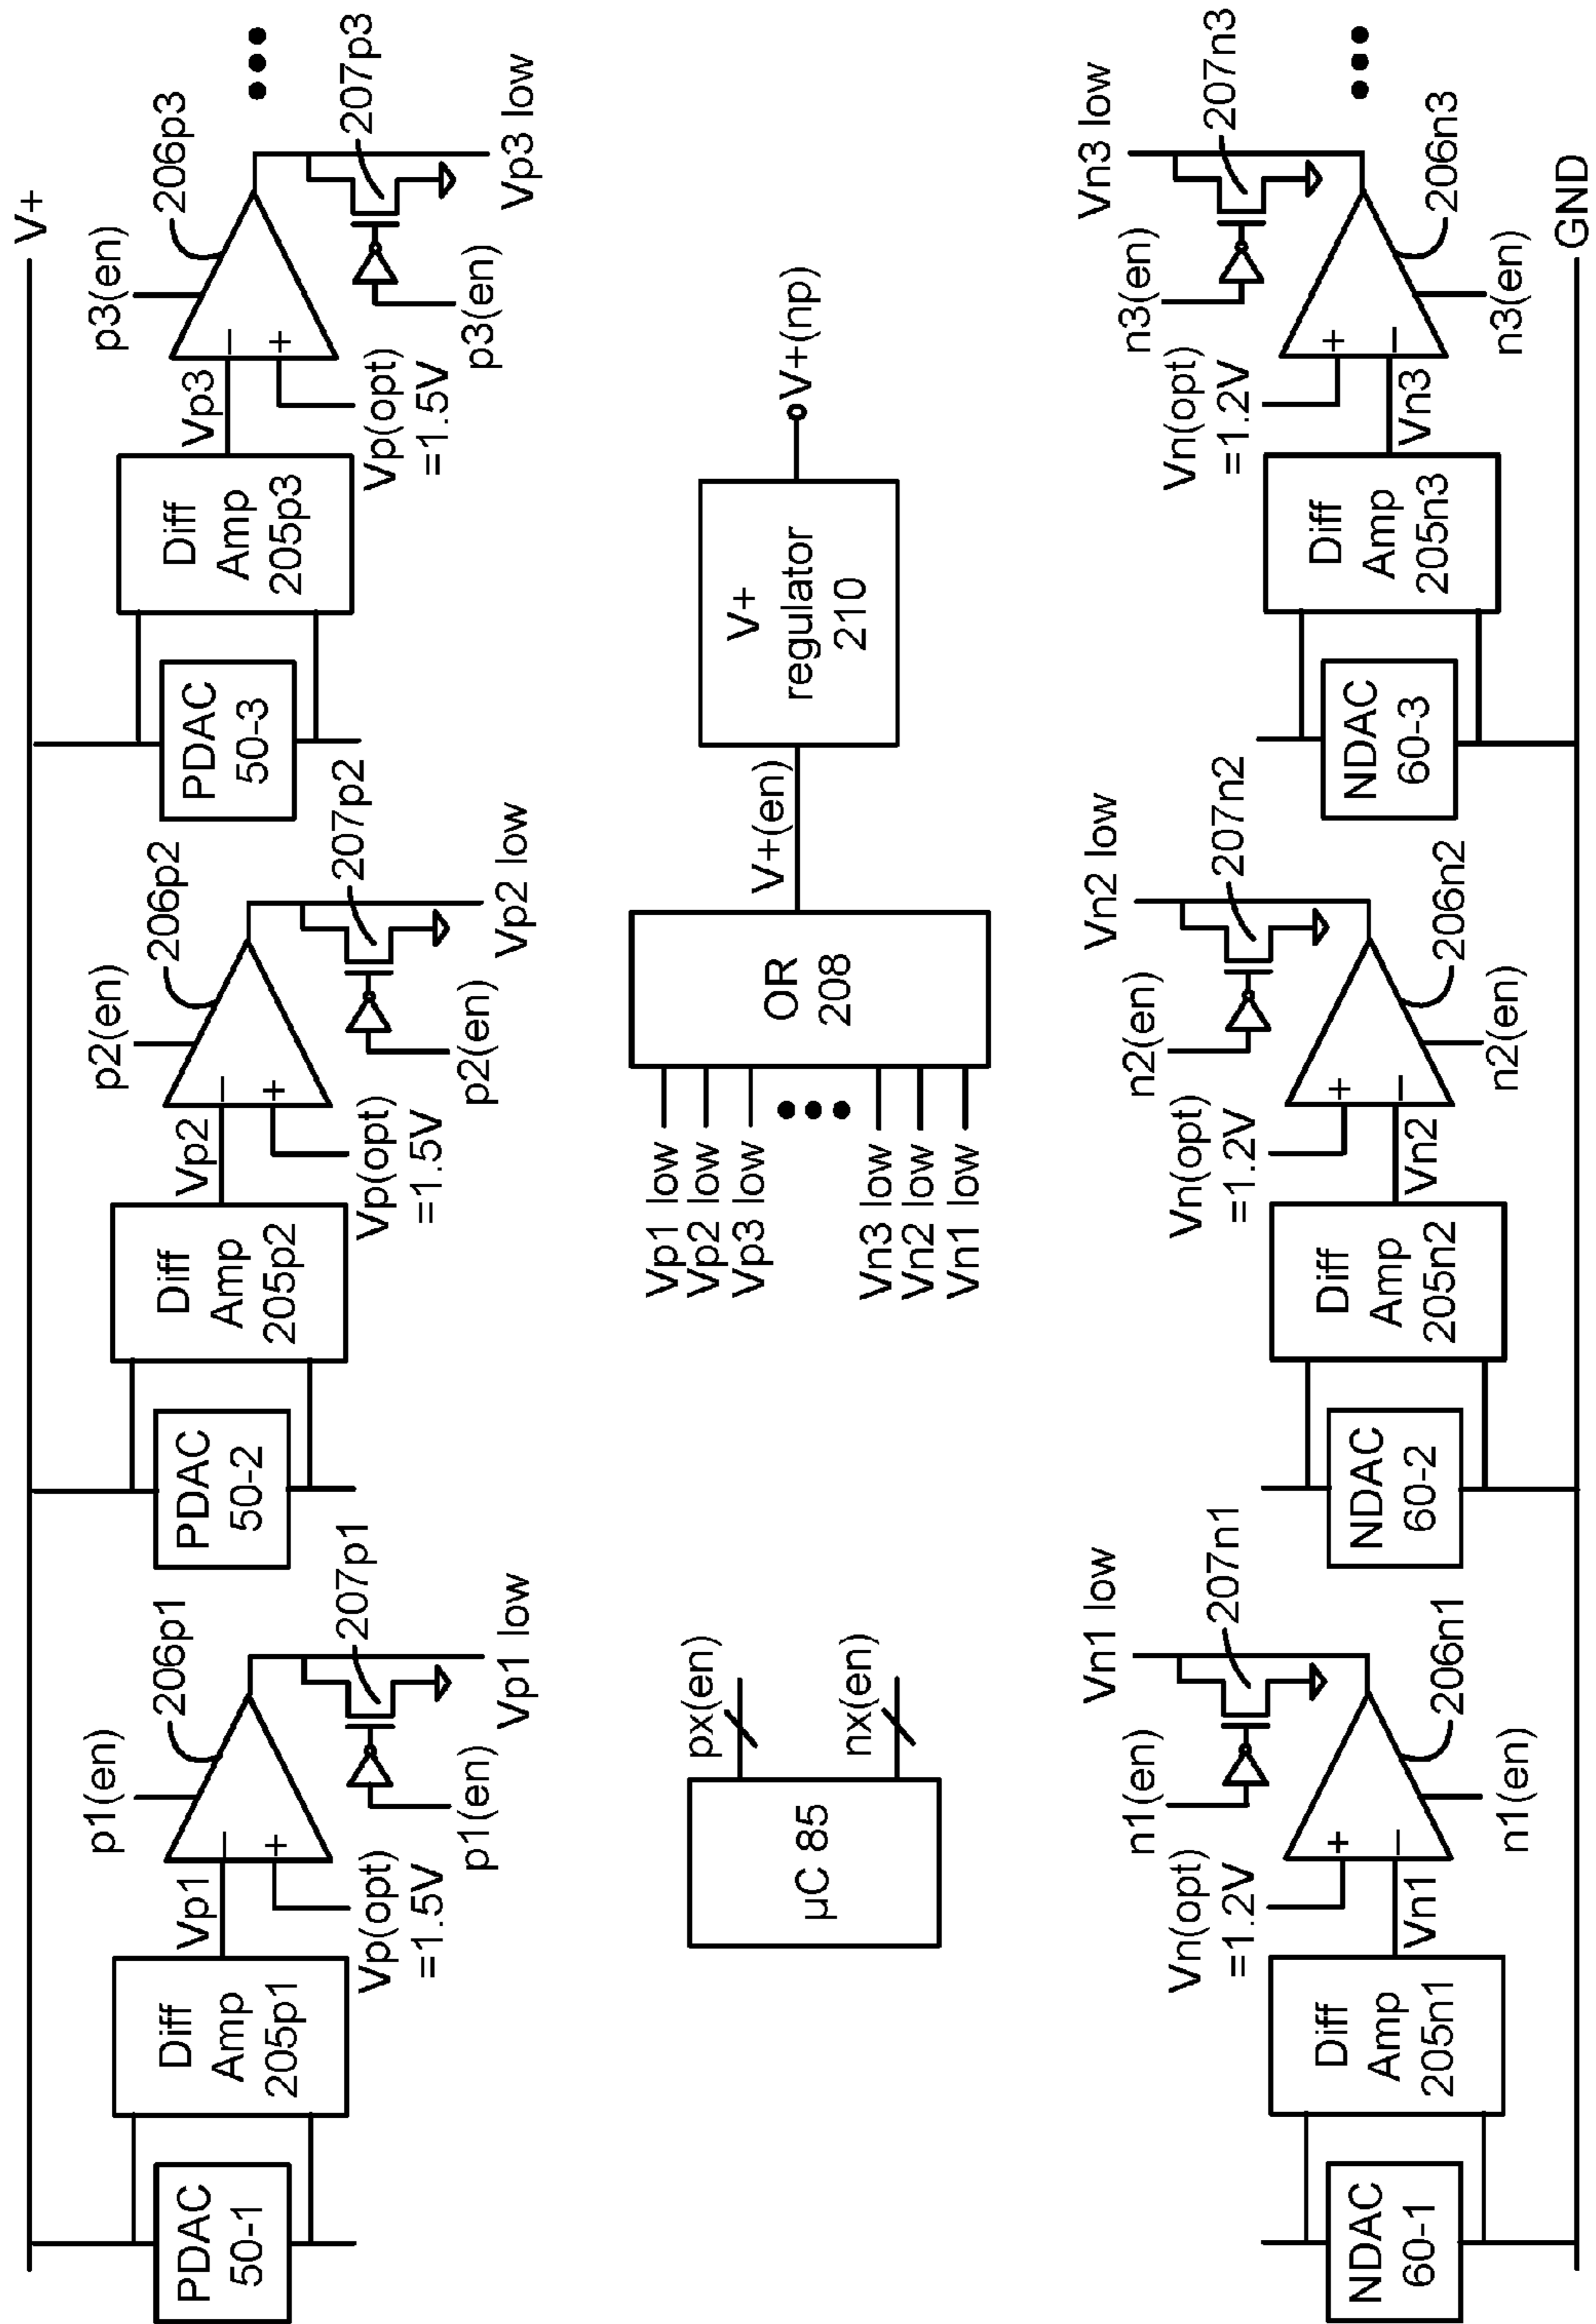 V+
p1(en)
206p1
PDAC
50-1
Diff
Amp
205p1
Vp1
−
+
Vp(opt)
=1.5V
p1(en)
207p1
Vp1 low
p2(en)
206p2
PDAC
50-2
Diff
Amp
205p2
Vp2
−
+
Vp(opt)
=1.5V
p2(en)
207p2
Vp2 low
p3(en)
206p3
PDAC
50-3
Diff
Amp
205p3
Vp3
−
+
Vp(opt)
=1.5V
p3(en)
207p3
Vp3 low
µC 85
px(en)
nx(en)
Vp1 low
Vp2 low
Vp3 low
Vn3 low
Vn2 low
Vn1 low
OR
208
V+(en)
V+
regulator
210
V+(np)
NDAC
60-1
Diff
Amp
205n1
Vn1
Vn(opt)
=1.2V
+
−
n1(en)
207n1
Vn1 low
206n1
n1(en)
NDAC
60-2
Diff
Amp
205n2
Vn2
Vn(opt)
=1.2V
+
−
n2(en)
207n2
Vn2 low
206n2
n2(en)
NDAC
60-3
Diff
Amp
205n3
Vn3
Vn(opt)
=1.2V
+
−
n3(en)
207n3
Vn3 low
206n3
n3(en)
GND